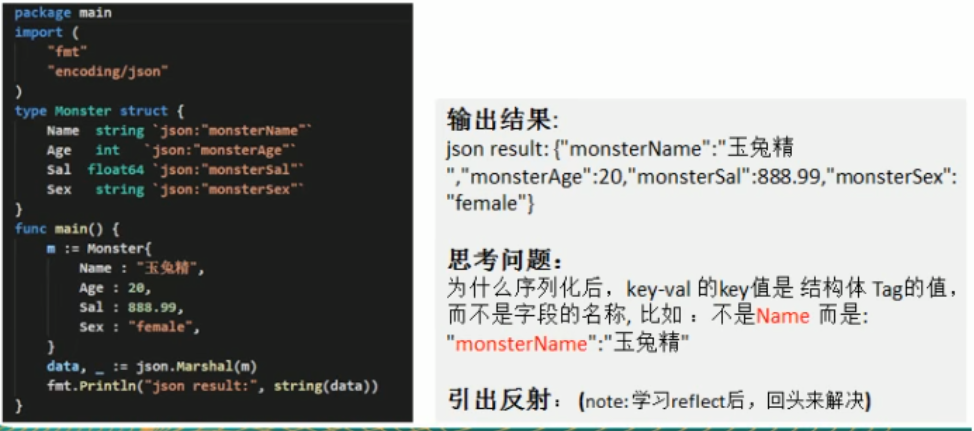 package main
import (
    "fmt"
    "encoding/json"
)
type Monster struct {
    Name  string `json:"monsterName"`
    Age   int   `json:"monsterAge"`
    Sal  float64 `json:"monsterSal"`
    Sex   string `json:"monsterSex"`
}
func main() {
    m := Monster{
        Name : "玉兔精",
        Age : 20,
        Sal : 888.99,
        Sex : "female",
    }
    data, _ := json.Marshal(m)
    fmt.Println("json result:", string(data))
}
输出结果:
json result: {"monsterName":"玉兔精
","monsterAge":20,"monsterSal":888.99,"monsterSex":
"female"}
思考问题：
为什么序列化后，key-val 的key值是 结构体 Tag的值，
而不是字段的名称, 比如 ：不是Name 而是:
"monsterName":"玉兔精"
引出反射：(note: 学习reflect后，回头来解决)